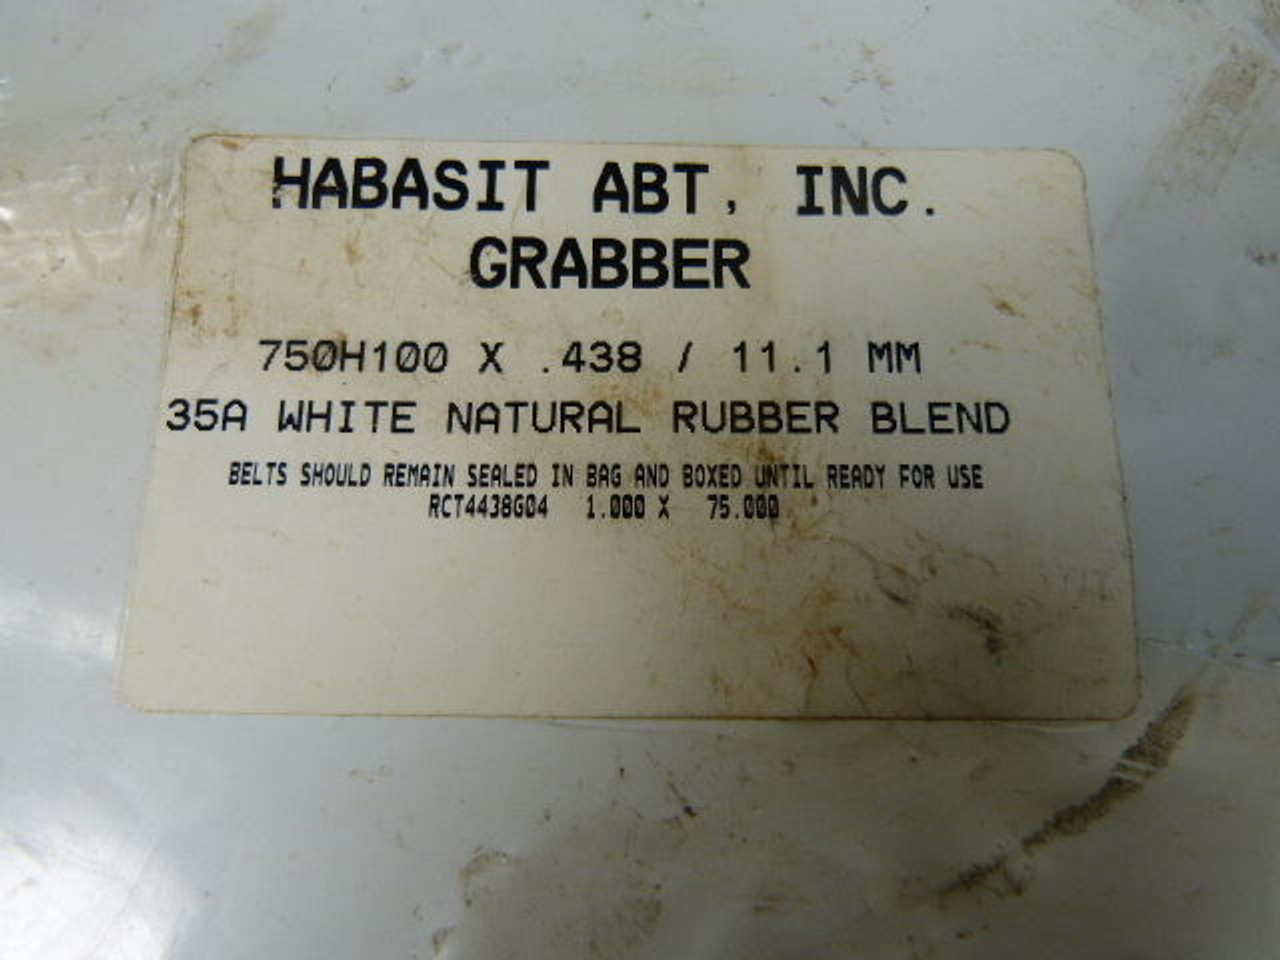 HABASIT ABT, INC.
GRABBER
750H100 X .438 / 11.1 MM
35A WHITE NATURAL RUBBER BLEND
BELTS SHOULD REMAIN SEALED IN BAG AND BOXED UNTIL READY FOR USE
RCT4438G04 1.000 X 75.000